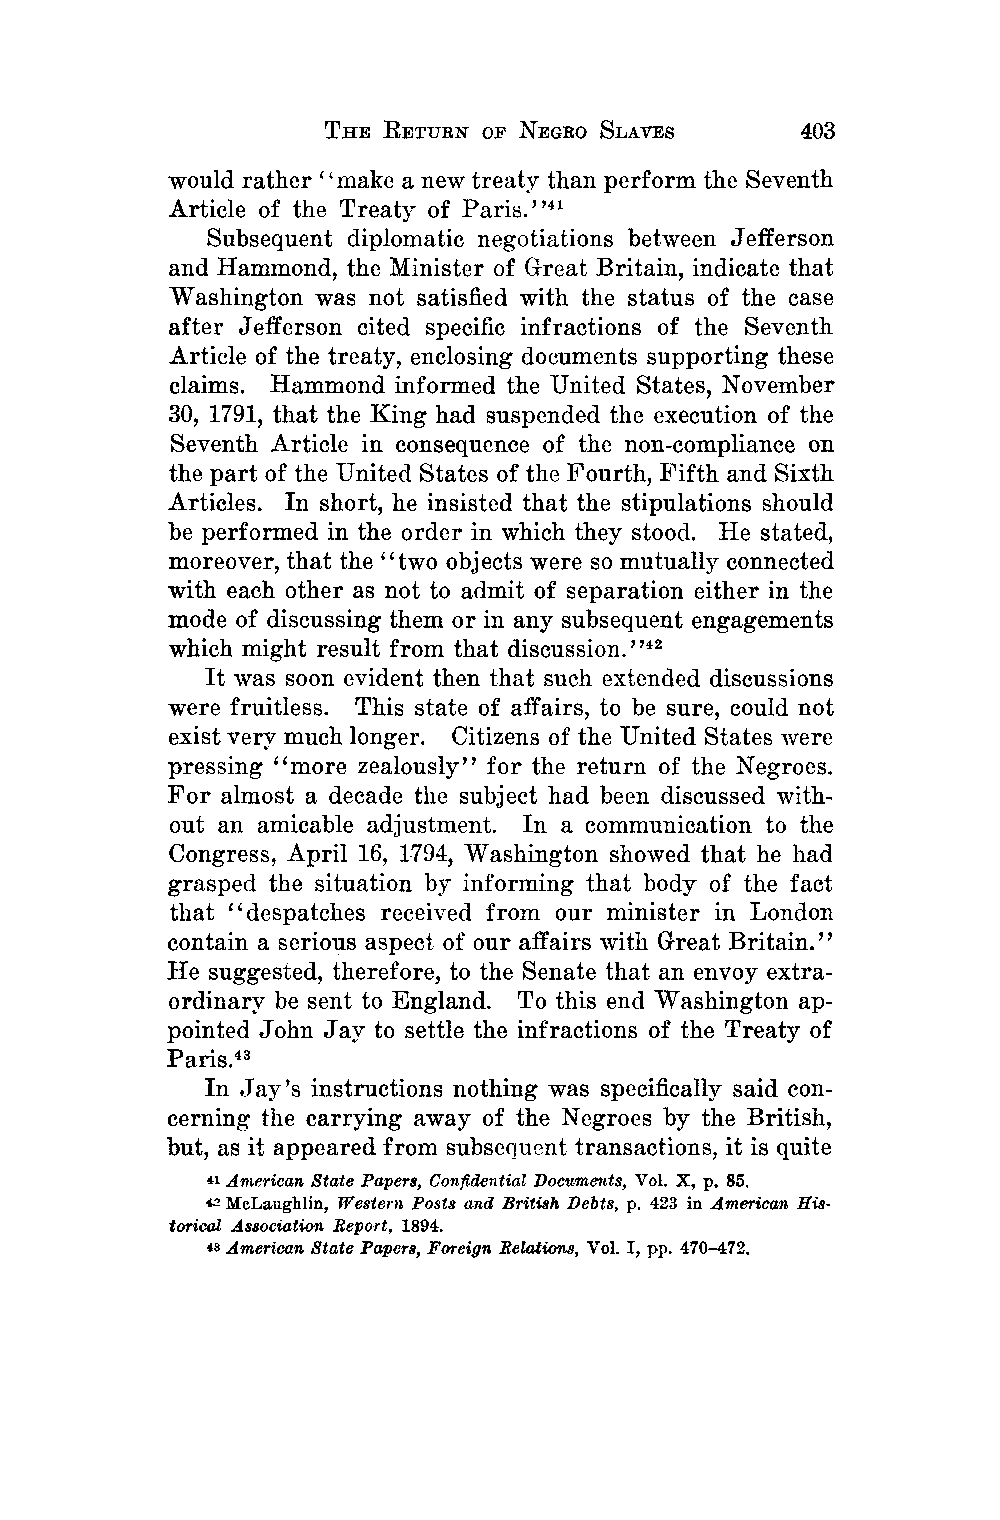 THE RETURN OF NEGRO SLAVES 403
would rather "make a new treaty than perform the Seventh
Article of the Treaty of Paris."41
Subsequent diplomatic negotiations between Jefferson
and Hammond, the Minister of Great Britain, indicate that
Washington was not satisfied with the status of the case
after Jefferson cited specific infractions of the Seventh
Article of the treaty, enclosing documents supporting these
claims. Hammond informed the United States, November
30, 1791, that the King had suspended the execution of the
Seventh Article in consequence of the non-compliance on
the part of the United States of the Fourth, Fifth and Sixth
Articles. In short, he insisted that the stipulations should
be performed in the order in which they stood. He stated,
moreover, that the "two objects were so mutually connected
with each other as not to admit of separation either in the
mode of discussing them or in any subsequent engagements
which might result from that discussion."42
It was soon evident then that such extended discussions
were fruitless. This state of affairs, to be sure, could not
exist very much longer. Citizens of the United States were
pressing "more zealously" for the return of the Negroes.
For almost a decade the subject had been discussed with-
out an amicable adjustment. In a communication to the
Congress, April 16, 1794, Washington showed that he had
grasped the situation by informing that body of the fact
that "despatches received from our minister in London
contain a serious aspect of our affairs with Great Britain."
He suggested, therefore, to the Senate that an envoy extra-
ordinary be sent to England. To this end Washington ap-
pointed John Jay to settle the infractions of the Treaty of
Paris.43
In Jay's instructions nothing was specifically said con-
cerning the carrying away of the Negroes by the British,
but, as it appeared from subsequent transactions, it is quite
41 American State Papers, Confidential Documents, Vol. X, p. 85.
42 McLaughlin, Western Posts and British Debts, p. 423 in American His-
torical Association Report, 1894.
43 American State Papers, Foreign Relations, Vol. I, pp. 470–472.